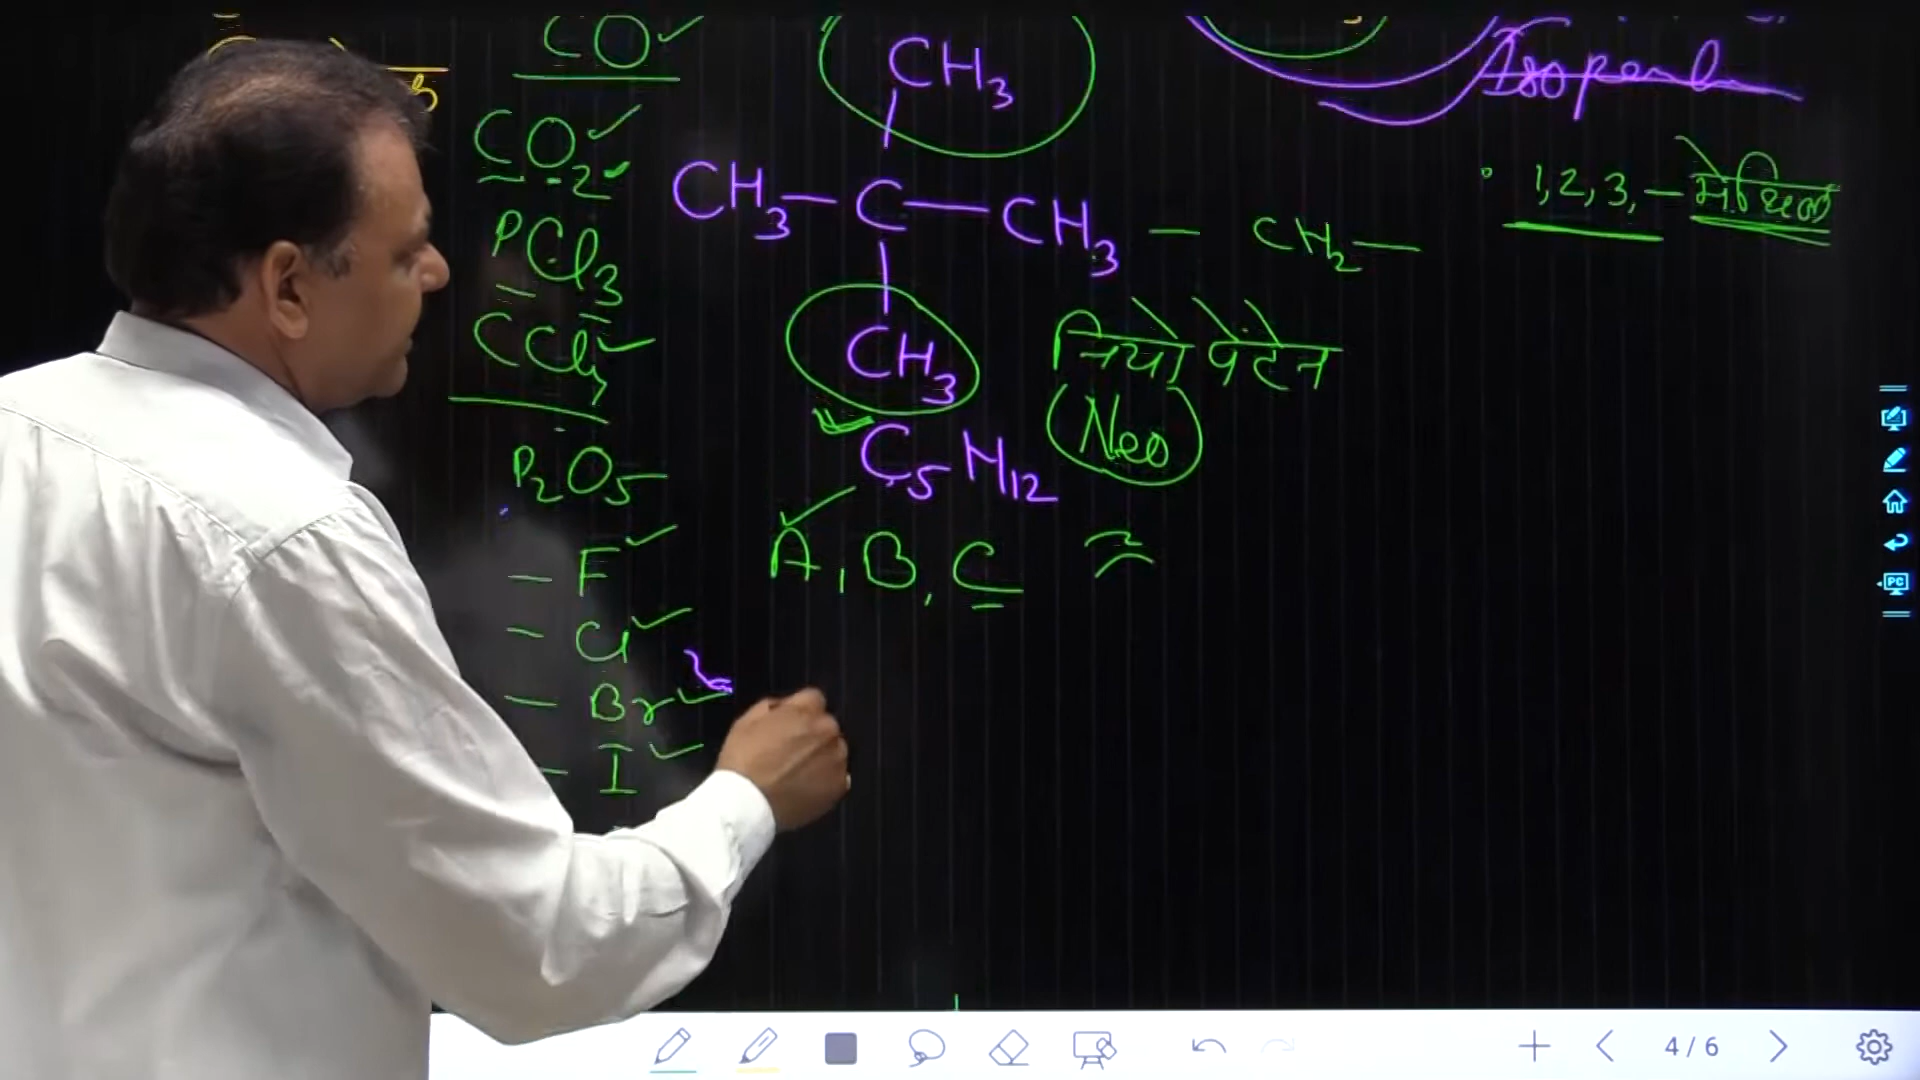 CO
CO2
PCl3
CCl4
P2O5
- F
- Cl
- Br
- I
CH3
CH3 - C - CH3 - CH2 -
CH3
C5H12
नियो पेंटेन
Neo
A, B, C
1, 2, 3, - मेथिल
PC
4 / 6